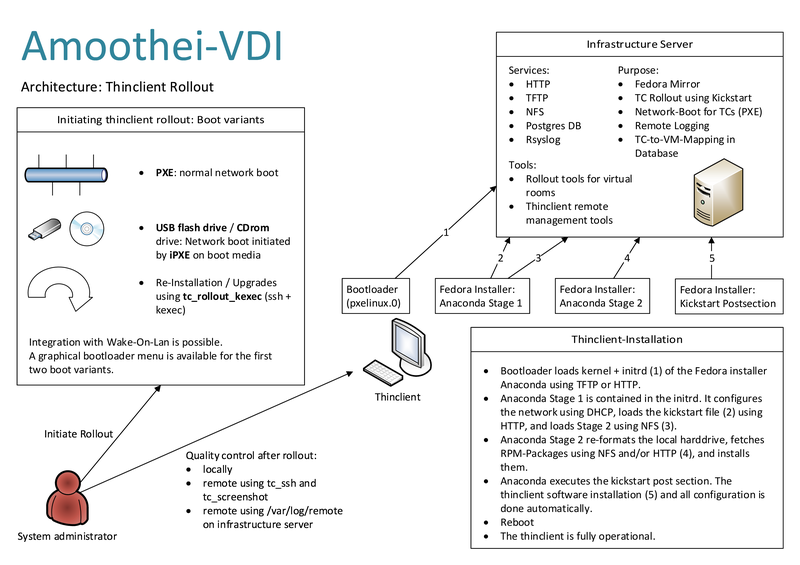 Amoothei-VDI
Architecture: Thinclient Rollout
Initiating thinclient rollout: Boot variants
• PXE: normal network boot
• USB flash drive / CDrom
drive: Network boot initiated
by iPXE on boot media
• Re-Installation / Upgrades
using tc_rollout_kexec (ssh +
kexec)
Integration with Wake-On-Lan is possible.
A graphical bootloader menu is available for the first
two boot variants.
Infrastructure Server
Services:
• HTTP
• TFTP
• NFS
• Postgres DB
• Rsyslog
Tools:
• Rollout tools for virtual
rooms
• Thinclient remote
management tools
Purpose:
• Fedora Mirror
• TC Rollout using Kickstart
• Network-Boot for TCs (PXE)
• Remote Logging
• TC-to-VM-Mapping in
Database
1
2
3
4
5
Bootloader
(pxelinux.0)
Fedora Installer:
Anaconda Stage 1
Fedora Installer:
Anaconda Stage 2
Fedora Installer:
Kickstart Postsection
Thinclient
Initiate Rollout
System administrator
Quality control after rollout:
• locally
• remote using tc_ssh and
tc_screenshot
• remote using /var/log/remote
on infrastructure server
Thinclient-Installation
• Bootloader loads kernel + initrd (1) of the Fedora installer
Anaconda using TFTP or HTTP.
• Anaconda Stage 1 is contained in the initrd. It configures
the network using DHCP, loads the kickstart file (2) using
HTTP, and loads Stage 2 using NFS (3).
• Anaconda Stage 2 re-formats the local harddrive, fetches
RPM-Packages using NFS and/or HTTP (4), and installs
them.
• Anaconda executes the kickstart post section. The
thinclient software installation (5) and all configuration is
done automatically.
• Reboot
• The thinclient is fully operational.